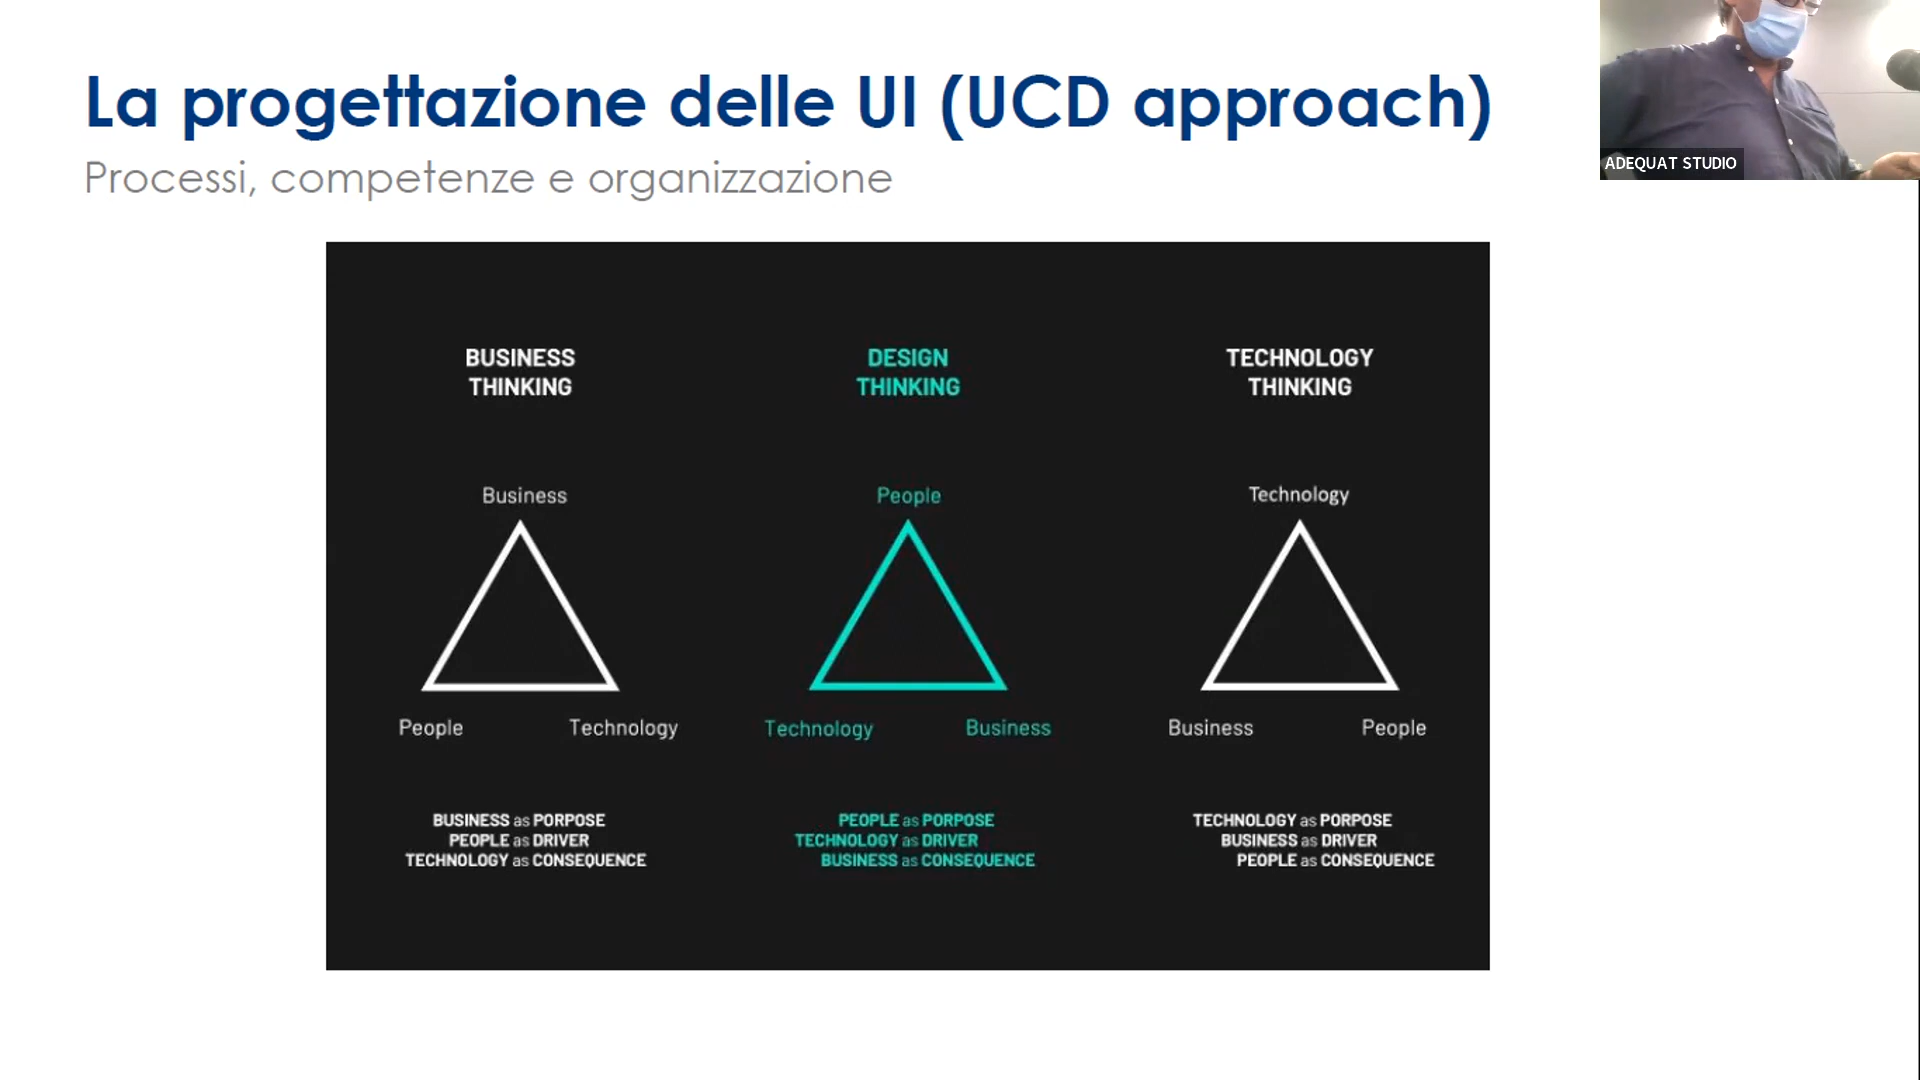 La progettazione delle UI (UCD approach)
Processi, competenze e organizzazione
ADEQUAT STUDIO
BUSINESS
THINKING
Business
People Technology
BUSINESS as PORPOSE
PEOPLE as DRIVER
TECHNOLOGY as CONSEQUENCE
DESIGN
THINKING
People
Technology Business
PEOPLE as PORPOSE
TECHNOLOGY as DRIVER
BUSINESS as CONSEQUENCE
TECHNOLOGY
THINKING
Technology
Business People
TECHNOLOGY as PORPOSE
BUSINESS as DRIVER
PEOPLE as CONSEQUENCE